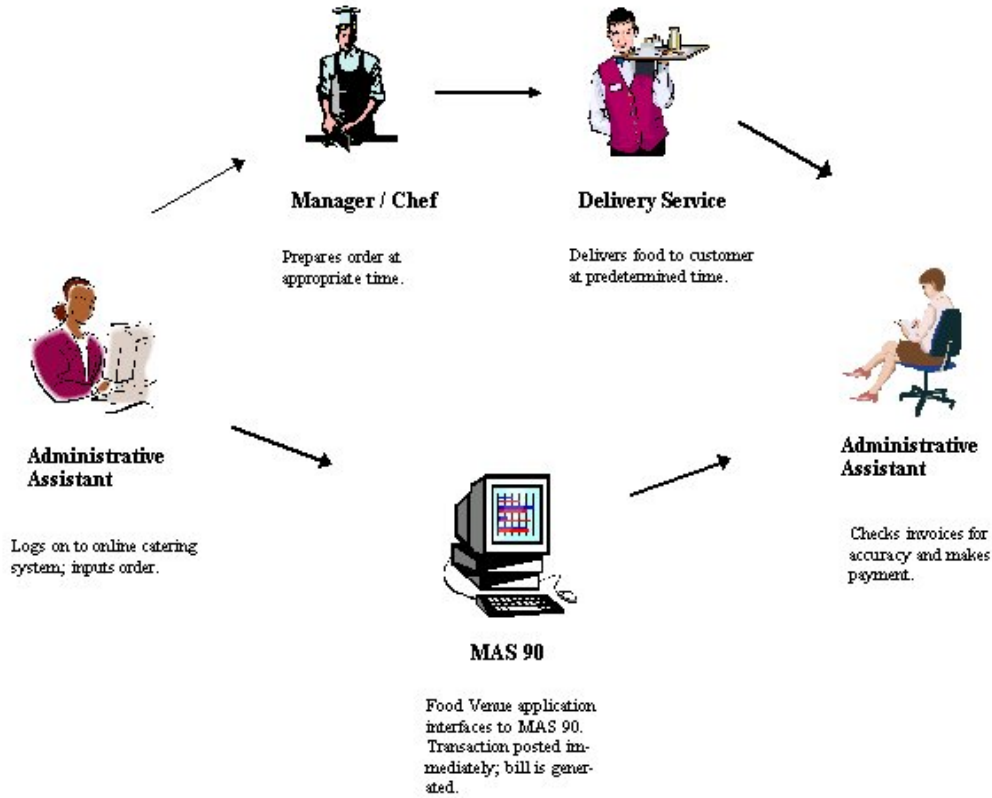 Manager / Chef
Prepares order at
appropriate time.
Delivery Service
Delivers food to customer
at predetermined time.
Administrative
Assistant
Logs on to online catering
system; inputs order.
MAS 90
Food Venue application
interfaces to MAS 90.
Transaction posted im-
mediately; bill is gener-
ated.
Administrative
Assistant
Checks invoices for
accuracy and makes
payment.